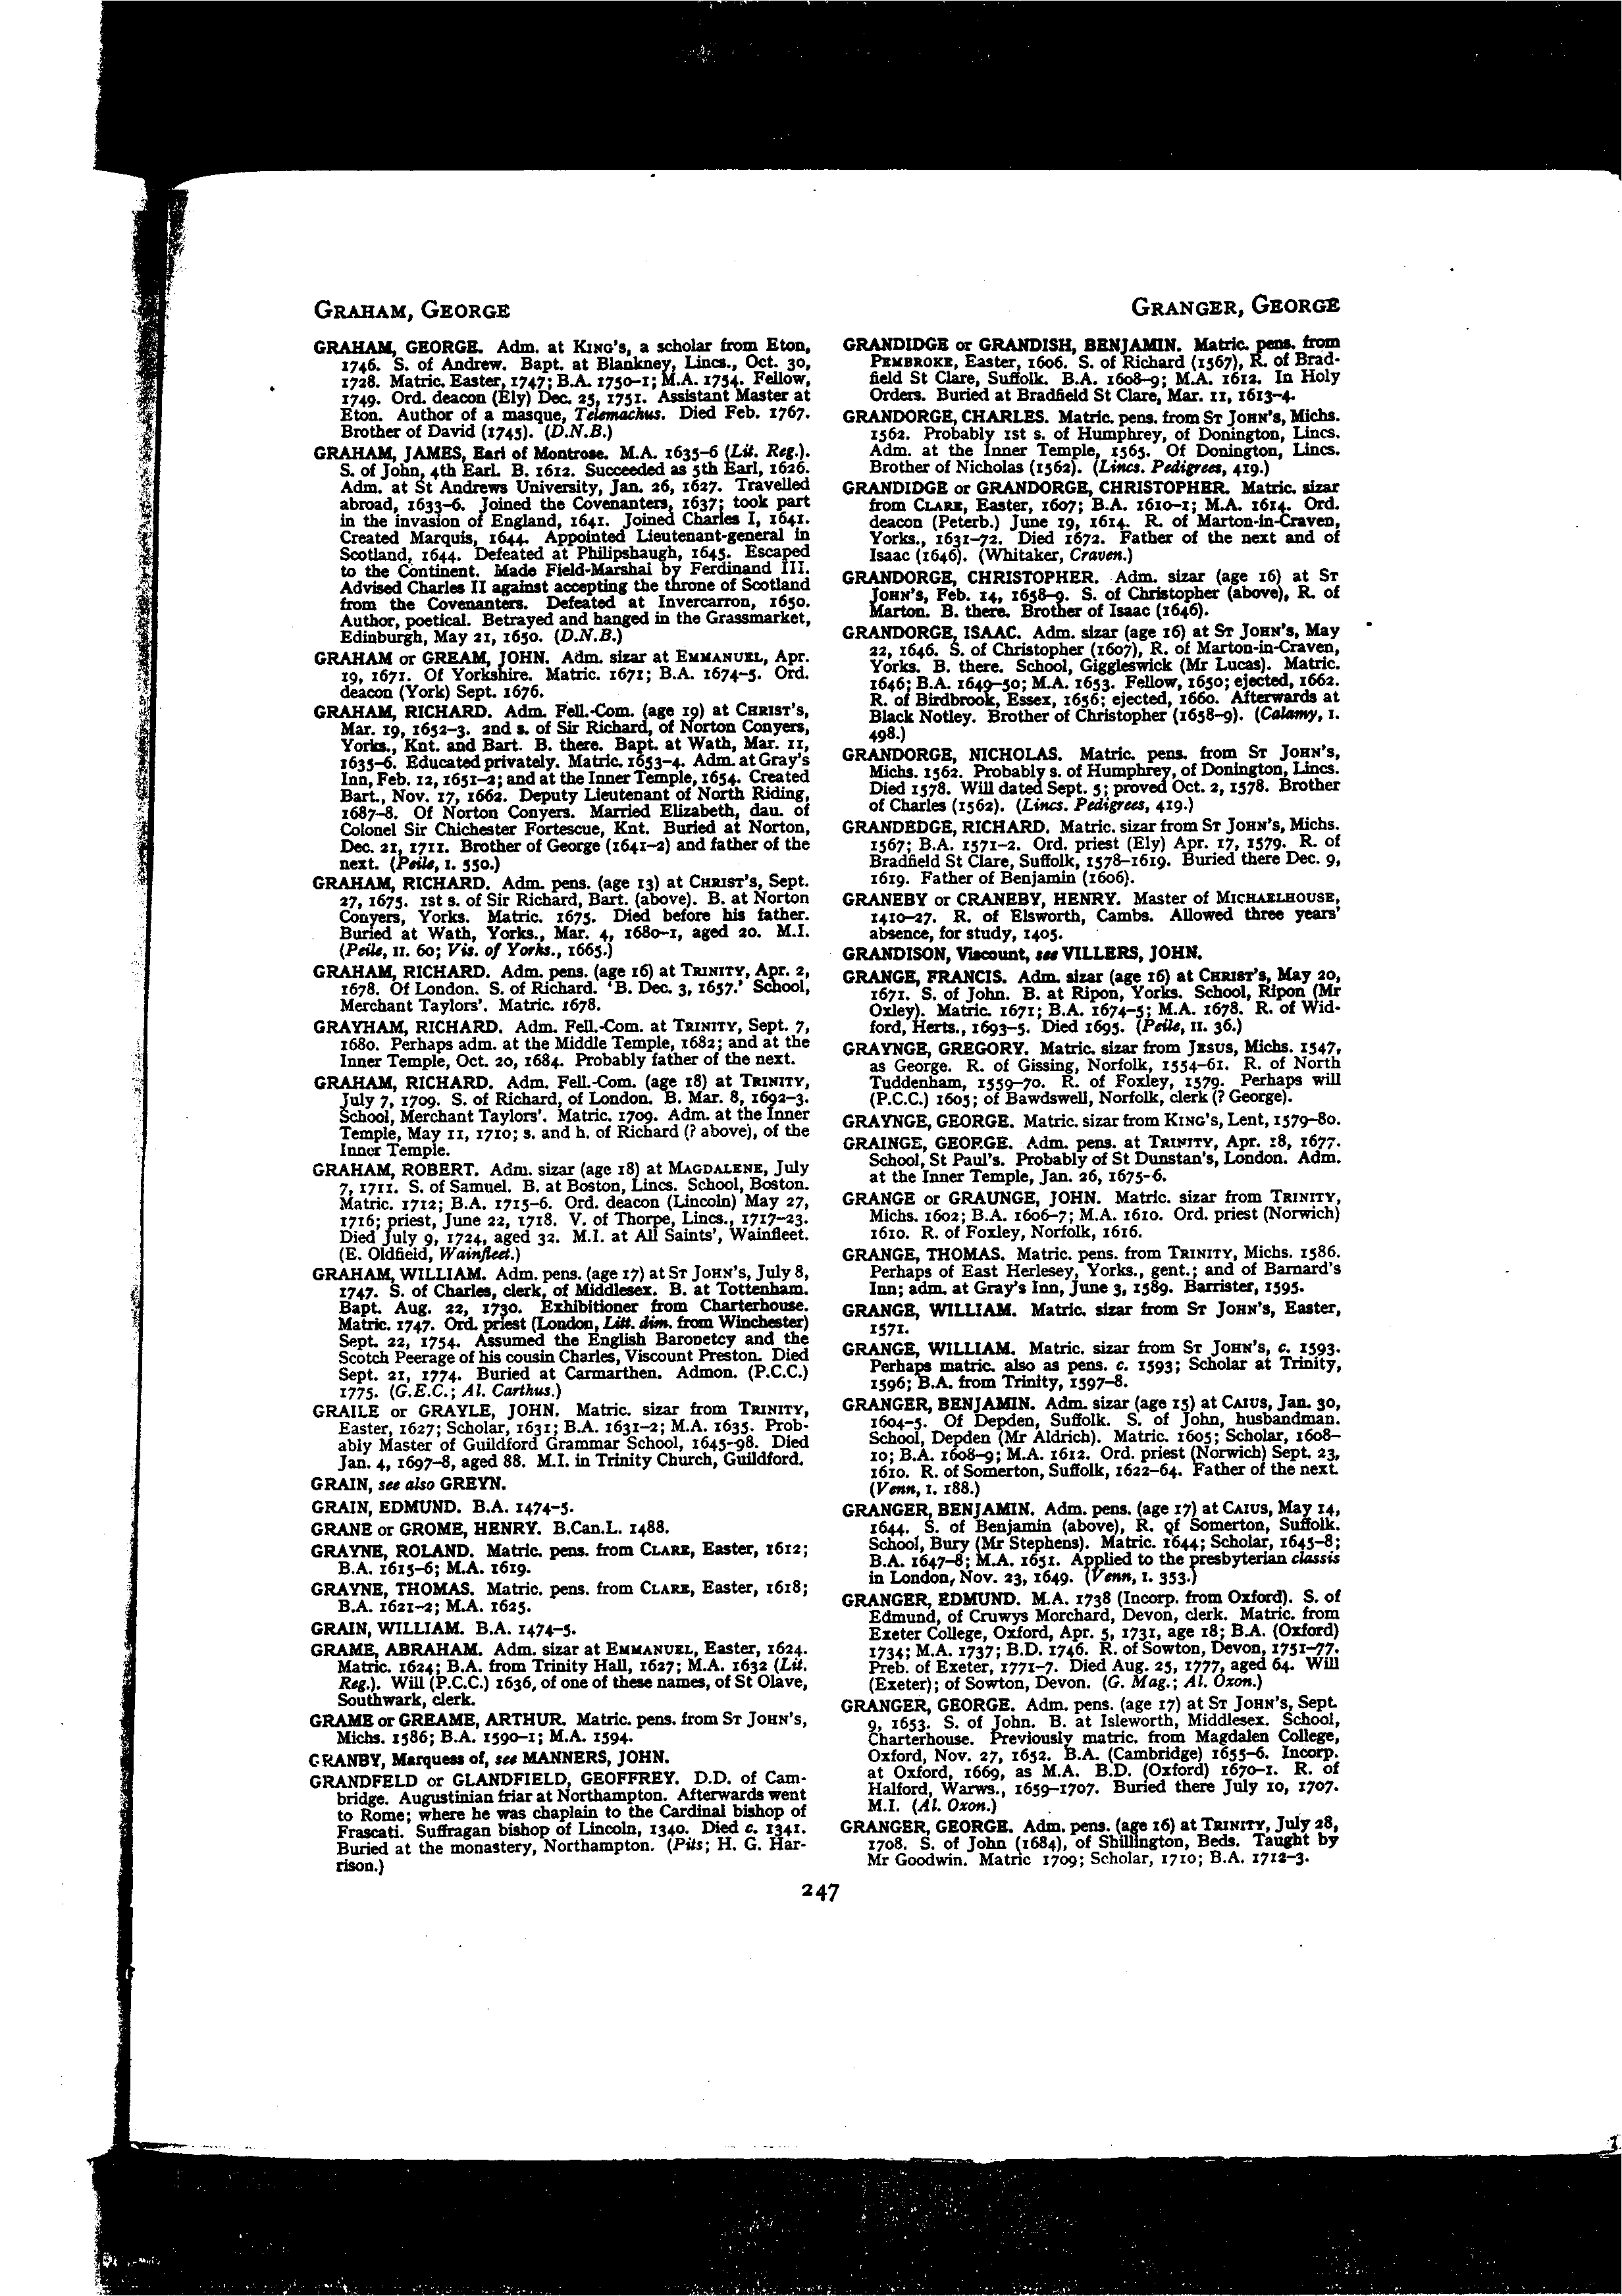 GRAHAM, GEORGE
GRANGER, GEORGE
GRAHAM, GEORGE. Adm. at KING'S, a scholar from Eton,
1746. S. of Andrew. Bapt. at Blankney, Lincs., Oct. 30,
1728. Matric. Easter, 1747; B.A. 1750-1; M.A. 1754. Fellow,
1749. Ord. deacon (Ely) Dec. 25, 1751. Assistant Master at
Eton. Author of a masque, Telemachus. Died Feb. 1767.
Brother of David (1745). (D.N.B.)
GRAHAM, JAMES, Earl of Montrose. M.A. 1635-6 (Lit. Reg.).
S. of John, 4th Earl. B. 1612. Succeeded as 5th Earl, 1626.
Adm. at St Andrews University, Jan. 26, 1627. Travelled
abroad, 1633-6. Joined the Covenanters, 1637; took part
in the invasion of England, 1641. Joined Charles I, 1641.
Created Marquis, 1644. Appointed Lieutenant-general in
Scotland, 1644. Defeated at Philipshaugh, 1645. Escaped
to the Continent. Made Field-Marshal by Ferdinand III.
Advised Charles II against accepting the throne of Scotland
from the Covenanters. Defeated at Invercarron, 1650.
Author, poetical. Betrayed and hanged in the Grassmarket,
Edinburgh, May 21, 1650. (D.N.B.)
GRAHAM or GREAM, JOHN. Adm. sizar at EMMANUEL, Apr.
19, 1671. Of Yorkshire. Matric. 1671; B.A. 1674-5. Ord.
deacon (York) Sept. 1676.
GRAHAM, RICHARD. Adm. Fell.-Com. (age 19) at CHRIST'S,
Mar. 19, 1652-3. 2nd s. of Sir Richard, of Norton Conyers,
Yorks., Knt. and Bart. B. there. Bapt. at Wath, Mar. 11,
1635-6. Educated privately. Matric. 1653-4. Adm. at Gray's
Inn, Feb. 12, 1651-2; and at the Inner Temple, 1654. Created
Bart., Nov. 17, 1662. Deputy Lieutenant of North Riding,
1687-8. Of Norton Conyers. Married Elizabeth, dau. of
Colonel Sir Chichester Fortescue, Knt. Buried at Norton,
Dec. 21, 1711. Brother of George (1641-2) and father of the
next. (Peile, I. 550.)
GRAHAM, RICHARD. Adm. pens. (age 13) at CHRIST'S, Sept.
27, 1675. 1st s. of Sir Richard, Bart. (above). B. at Norton
Conyers, Yorks. Matric. 1675. Died before his father.
Buried at Wath, Yorks., Mar. 4, 1680-1, aged 20. M.I.
(Peile, II. 60; Vis. of Yorks., 1665.)
GRAHAM, RICHARD. Adm. pens. (age 16) at TRINITY, Apr. 2,
1678. Of London. S. of Richard. 'B. Dec. 3, 1657.' School,
Merchant Taylors'. Matric. 1678.
GRAYHAM, RICHARD. Adm. Fell.-Com. at TRINITY, Sept. 7,
1680. Perhaps adm. at the Middle Temple, 1682; and at the
Inner Temple, Oct. 20, 1684. Probably father of the next.
GRAHAM, RICHARD. Adm. Fell.-Com. (age 18) at TRINITY,
July 7, 1709. S. of Richard, of London. B. Mar. 8, 1692-3.
School, Merchant Taylors'. Matric. 1709. Adm. at the Inner
Temple, May 11, 1710; s. and h. of Richard (? above), of the
Inner Temple.
GRAHAM, ROBERT. Adm. sizar (age 18) at MAGDALENE, July
7, 1711. S. of Samuel. B. at Boston, Lincs. School, Boston.
Matric. 1712; B.A. 1715-6. Ord. deacon (Lincoln) May 27,
1716; priest, June 22, 1718. V. of Thorpe, Lincs., 1717-23.
Died July 9, 1724, aged 32. M.I. at All Saints', Wainfleet.
(E. Oldfield, Wainfleet.)
GRAHAM, WILLIAM. Adm. pens. (age 17) at ST JOHN'S, July 8,
1747. S. of Charles, clerk, of Middlesex. B. at Tottenham.
Bapt. Aug. 22, 1730. Exhibitioner from Charterhouse.
Matric. 1747. Ord. priest (London, Litt. dim. from Winchester)
Sept. 22, 1754. Assumed the English Baronetcy and the
Scotch Peerage of his cousin Charles, Viscount Preston. Died
Sept. 21, 1774. Buried at Carmarthen. Admon. (P.C.C.)
1775. (G.E.C.; Al. Carthus.)
GRAILE or GRAYLE, JOHN. Matric. sizar from TRINITY,
Easter, 1627; Scholar, 1631; B.A. 1631-2; M.A. 1635. Prob-
ably Master of Guildford Grammar School, 1645-98. Died
Jan. 4, 1697-8, aged 88. M.I. in Trinity Church, Guildford.
GRAIN, see also GREYN.
GRAIN, EDMUND. B.A. 1474-5.
GRANE or GROME, HENRY. B.Can.L. 1488.
GRAYNE, ROLAND. Matric. pens. from CLARE, Easter, 1612;
B.A. 1615-6; M.A. 1619.
GRAYNE, THOMAS. Matric. pens. from CLARE, Easter, 1618;
B.A. 1621-2; M.A. 1625.
GRAIN, WILLIAM. B.A. 1474-5.
GRAME, ABRAHAM. Adm. sizar at EMMANUEL, Easter, 1624.
Matric. 1624; B.A. from Trinity Hall, 1627; M.A. 1632 (Lit.
Reg.). Will (P.C.C.) 1636, of one of these names, of St Olave,
Southwark, clerk.
GRAME or GREAME, ARTHUR. Matric. pens. from ST JOHN'S,
Michs. 1586; B.A. 1590-1; M.A. 1594.
GRANBY, Marquess of, see MANNERS, JOHN.
GRANDFELD or GLANDFIELD, GEOFFREY. D.D. of Cam-
bridge. Augustinian friar at Northampton. Afterwards went
to Rome; where he was chaplain to the Cardinal bishop of
Frascati. Suffragan bishop of Lincoln, 1340. Died c. 1341.
Buried at the monastery, Northampton. (Pits; H. G. Har-
rison.)
GRANDIDGE or GRANDISH, BENJAMIN. Matric. pens. from
PEMBROKE, Easter, 1606. S. of Richard (1567), R. of Brad-
field St Clare, Suffolk. B.A. 1608-9; M.A. 1612. In Holy
Orders. Buried at Bradfield St Clare, Mar. 11, 1613-4.
GRANDORGE, CHARLES. Matric. pens. from ST JOHN'S, Michs.
1562. Probably 1st s. of Humphrey, of Donington, Lincs.
Adm. at the Inner Temple, 1565. Of Donington, Lincs.
Brother of Nicholas (1562). (Lincs. Pedigrees, 419.)
GRANDIDGE or GRANDORGE, CHRISTOPHER. Matric. sizar
from CLARE, Easter, 1607; B.A. 1610-1; M.A. 1614. Ord.
deacon (Peterb.) June 19, 1614. R. of Marton-in-Craven,
Yorks., 1631-72. Died 1672. Father of the next and of
Isaac (1646). (Whitaker, Craven.)
GRANDORGE, CHRISTOPHER. Adm. sizar (age 16) at ST
JOHN'S, Feb. 14, 1658-9. S. of Christopher (above), R. of
Marton. B. there. Brother of Isaac (1646).
GRANDORGE, ISAAC. Adm. sizar (age 16) at ST JOHN'S, May
22, 1646. S. of Christopher (1607), R. of Marton-in-Craven,
Yorks. B. there. School, Giggleswick (Mr Lucas). Matric.
1646; B.A. 1649-50; M.A. 1653. Fellow, 1650; ejected, 1662.
R. of Birdbrook, Essex, 1656; ejected, 1660. Afterwards at
Black Notley. Brother of Christopher (1658-9). (Calamy, I.
498.)
GRANDORGE, NICHOLAS. Matric. pens. from ST JOHN'S,
Michs. 1562. Probably s. of Humphrey, of Donington, Lincs.
Died 1578. Will dated Sept. 5; proved Oct. 2, 1578. Brother
of Charles (1562). (Lincs. Pedigrees, 419.)
GRANDEDGE, RICHARD. Matric. sizar from ST JOHN'S, Michs.
1567; B.A. 1571-2. Ord. priest (Ely) Apr. 17, 1579. R. of
Bradfield St Clare, Suffolk, 1578-1619. Buried there Dec. 9,
1619. Father of Benjamin (1606).
GRANEBY or CRANEBY, HENRY. Master of MICHAELHOUSE,
1410-27. R. of Elsworth, Cambs. Allowed three years'
absence, for study, 1405.
GRANDISON, Viscount, see VILLERS, JOHN.
GRANGE, FRANCIS. Adm. sizar (age 16) at CHRIST'S, May 20,
1671. S. of John. B. at Ripon, Yorks. School, Ripon (Mr
Oxley). Matric. 1671; B.A. 1674-5; M.A. 1678. R. of Wid-
ford, Herts., 1693-5. Died 1695. (Peile, II. 36.)
GRAYNGE, GREGORY. Matric. sizar from JESUS, Michs. 1547,
as George. R. of Gissing, Norfolk, 1554-61. R. of North
Tuddenham, 1559-70. R. of Foxley, 1579. Perhaps will
(P.C.C.) 1605; of Bawdswell, Norfolk, clerk (? George).
GRAYNGE, GEORGE. Matric. sizar from KING'S, Lent, 1579-80.
GRAINGE, GEORGE. Adm. pens. at TRINITY, Apr. 18, 1677.
School, St Paul's. Probably of St Dunstan's, London. Adm.
at the Inner Temple, Jan. 26, 1675-6.
GRANGE or GRAUNGE, JOHN. Matric. sizar from TRINITY,
Michs. 1602; B.A. 1606-7; M.A. 1610. Ord. priest (Norwich)
1610. R. of Foxley, Norfolk, 1616.
GRANGE, THOMAS. Matric. pens. from TRINITY, Michs. 1586.
Perhaps of East Herlesey, Yorks., gent.; and of Barnard's
Inn; adm. at Gray's Inn, June 3, 1589. Barrister, 1595.
GRANGE, WILLIAM. Matric. sizar from ST JOHN'S, Easter,
1571.
GRANGE, WILLIAM. Matric. sizar from ST JOHN'S, c. 1593.
Perhaps matric. also as pens. c. 1593; Scholar at Trinity,
1596; B.A. from Trinity, 1597-8.
GRANGER, BENJAMIN. Adm. sizar (age 15) at CAIUS, Jan. 30,
1604-5. Of Depden, Suffolk. S. of John, husbandman.
School, Depden (Mr Aldrich). Matric. 1605; Scholar, 1608-
10; B.A. 1608-9; M.A. 1612. Ord. priest (Norwich) Sept. 23,
1610. R. of Somerton, Suffolk, 1622-64. Father of the next.
(Venn, I. 188.)
GRANGER, BENJAMIN. Adm. pens. (age 17) at CAIUS, May 14,
1644. S. of Benjamin (above), R. of Somerton, Suffolk.
School, Bury (Mr Stephens). Matric. 1644; Scholar, 1645-8;
B.A. 1647-8; M.A. 1651. Applied to the presbyterian classis
in London, Nov. 23, 1649. (Venn, I. 353.)
GRANGER, EDMUND. M.A. 1738 (Incorp. from Oxford). S. of
Edmund, of Cruwys Morchard, Devon, clerk. Matric. from
Exeter College, Oxford, Apr. 5, 1731, age 18; B.A. (Oxford)
1734; M.A. 1737; B.D. 1746. R. of Sowton, Devon, 1751-77.
Preb. of Exeter, 1771-7. Died Aug. 25, 1777, aged 64. Will
(Exeter); of Sowton, Devon. (G. Mag.; Al. Oxon.)
GRANGER, GEORGE. Adm. pens. (age 17) at ST JOHN'S, Sept.
9, 1653. S. of John. B. at Isleworth, Middlesex. School,
Charterhouse. Previously matric. from Magdalen College,
Oxford, Nov. 27, 1652. B.A. (Cambridge) 1655-6. Incorp.
at Oxford, 1669, as M.A. B.D. (Oxford) 1670-1. R. of
Halford, Warws., 1659-1707. Buried there July 10, 1707.
M.I. (Al. Oxon.)
GRANGER, GEORGE. Adm. pens. (age 16) at TRINITY, July 28,
1708. S. of John (1684), of Shillington, Beds. Taught by
Mr Goodwin. Matric 1709; Scholar, 1710; B.A. 1712-3.
247